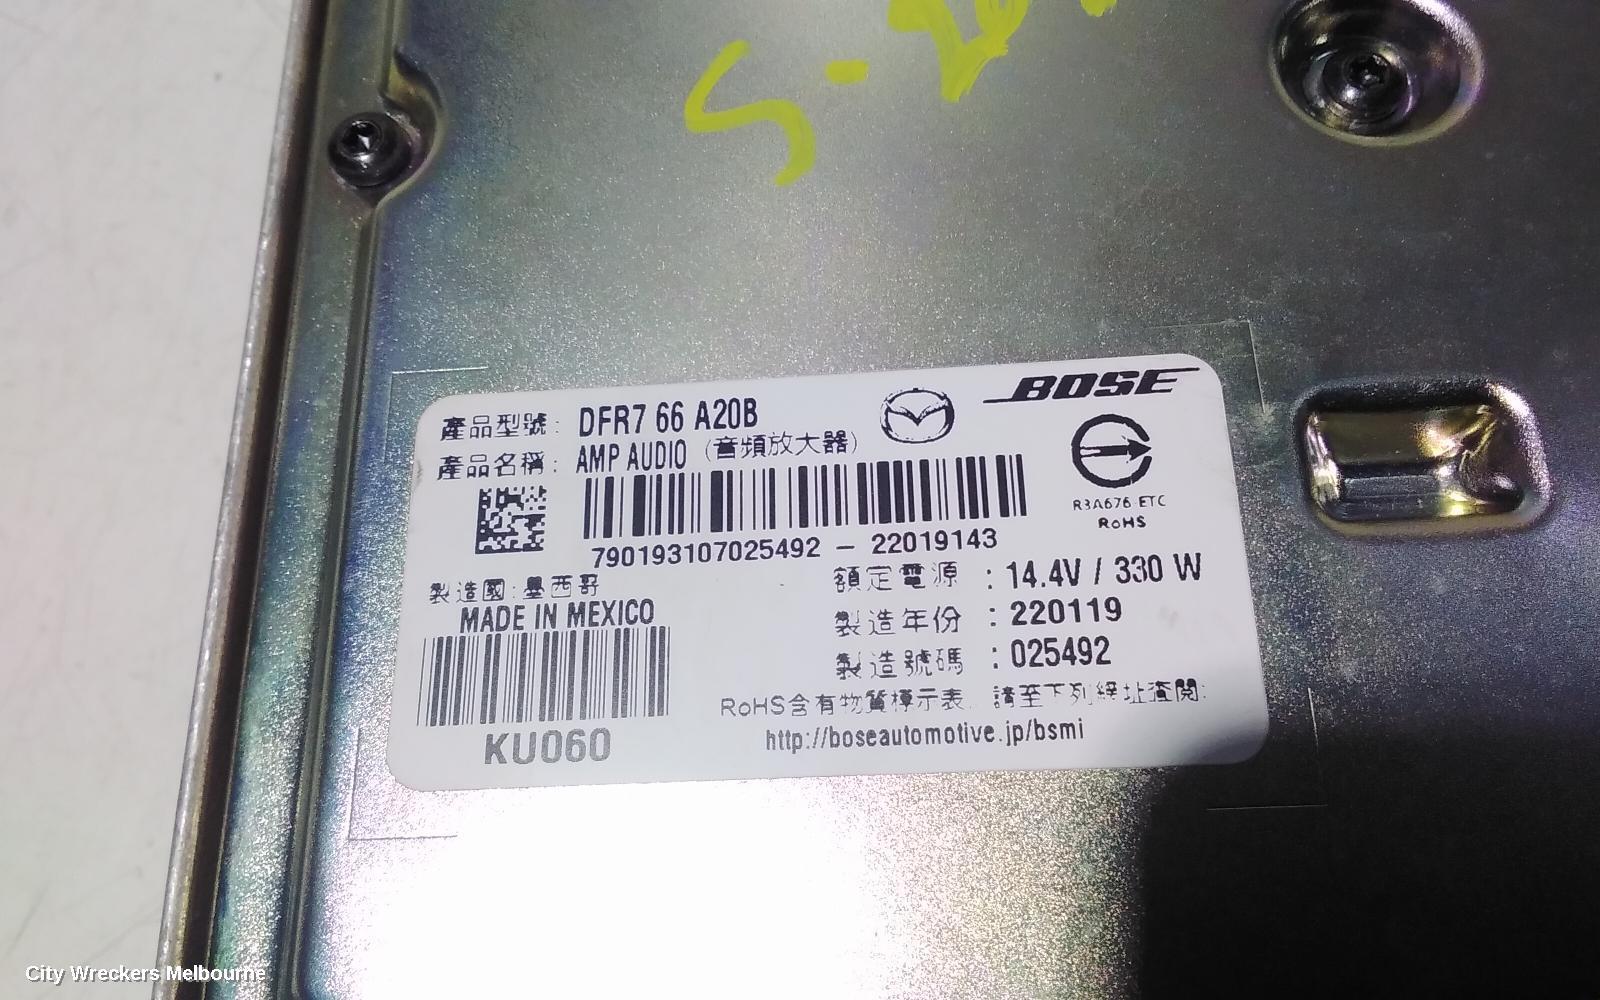 產品型號: DFR7 66 A20B
產品名稱: AMP AUDIO (音頻放大器)
BOSE
R3A676 ETC
RoHS
790193107025492 - 22019143
製造國:墨西哥
MADE IN MEXICO
KU060
額定電源 : 14.4V / 330 W
製造年份 : 220119
製造號碼 : 025492
RoHS含有物質標示表, 請至下列網址查閱:
http://boseautomotive.jp/bsmi
City Wreckers Melbourne